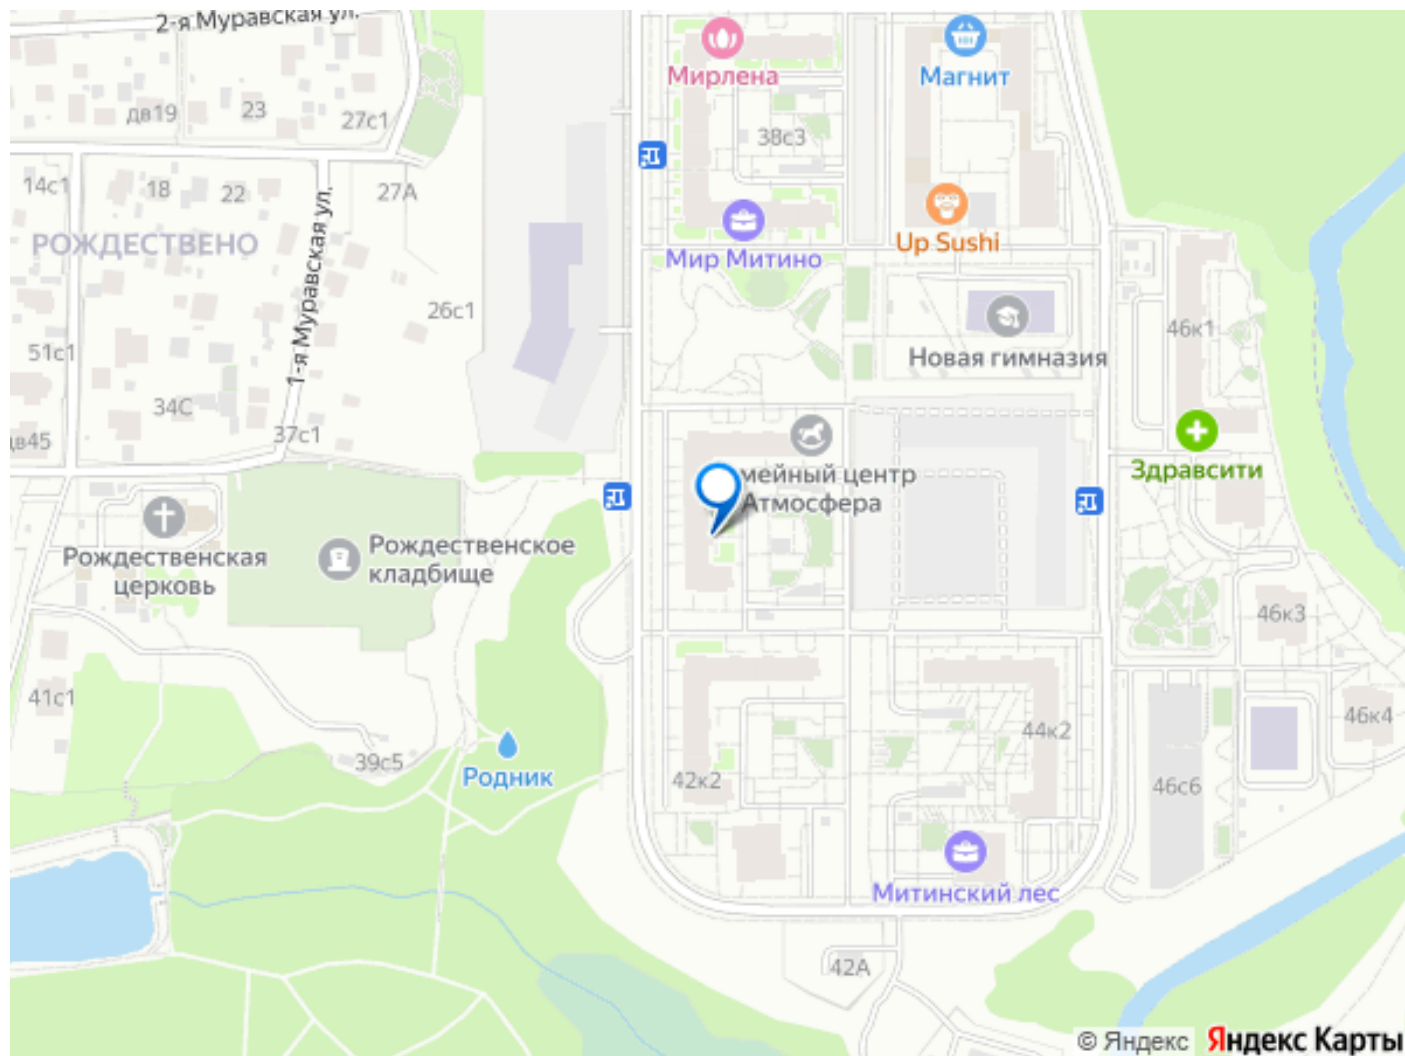 2-я Муравская ул.
Мирлена
Магнит
дв19
23
27с1
38с3
14с1
18
22
27А
РОЖДЕСТВЕНО
1-я Муравская ул.
Up Sushi
Мир Митино
26с1
46к1
51с1
Новая гимназия
34С
37с1
дв45
Здравсити
мейный центр
Атмосфера
Рождественская
церковь
Рождественское
кладбище
46к3
41с1
46к4
44к2
39с5
Родник
42к2
46с6
Митинский лес
42А
© Яндекс Яндекс Карты